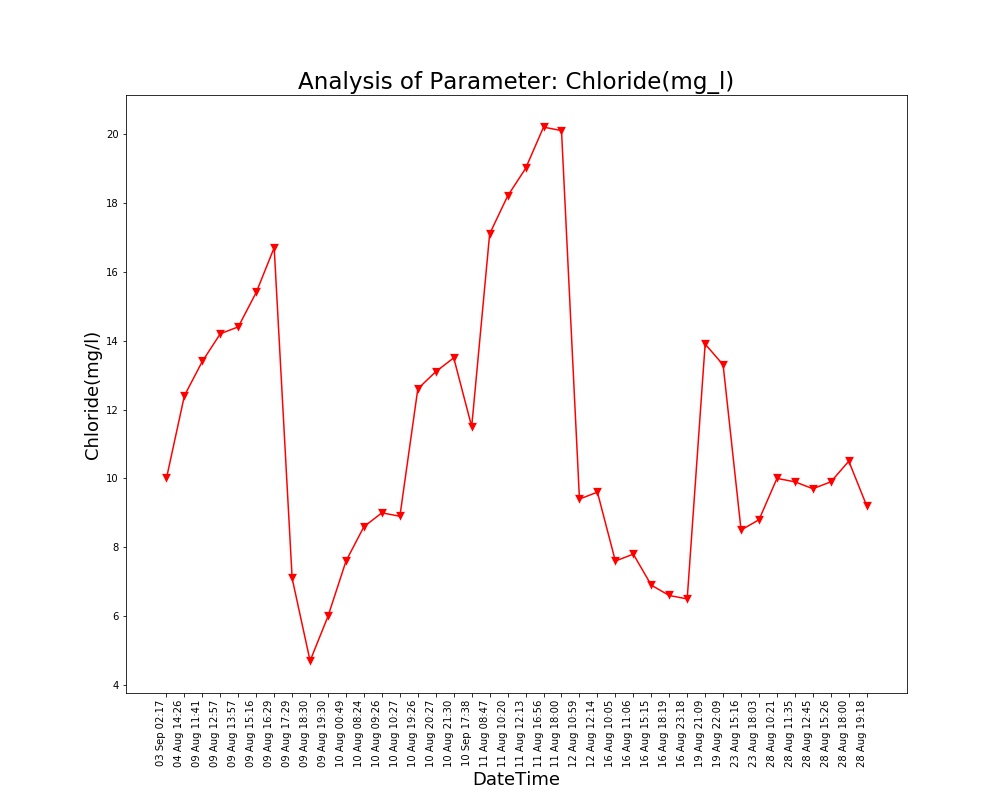 Analysis of Parameter: Chloride(mg_l)
Chloride(mg/l)
20
18
16
14
12
10
8
6
4
03 Sep 02:17
04 Aug 14:26
09 Aug 11:41
09 Aug 12:57
09 Aug 13:57
09 Aug 15:16
09 Aug 16:29
09 Aug 17:29
09 Aug 18:30
09 Aug 19:30
10 Aug 00:49
10 Aug 08:24
10 Aug 09:26
10 Aug 10:27
10 Aug 19:26
10 Aug 20:27
10 Aug 21:30
10 Sep 17:38
11 Aug 08:47
11 Aug 10:20
11 Aug 12:13
11 Aug 16:56
11 Aug 18:00
12 Aug 10:59
12 Aug 12:14
16 Aug 10:05
16 Aug 11:06
16 Aug 15:15
16 Aug 18:19
16 Aug 23:18
19 Aug 21:09
19 Aug 22:09
23 Aug 15:16
23 Aug 18:03
28 Aug 10:21
28 Aug 11:35
28 Aug 12:45
28 Aug 15:26
28 Aug 18:00
28 Aug 19:18
DateTime